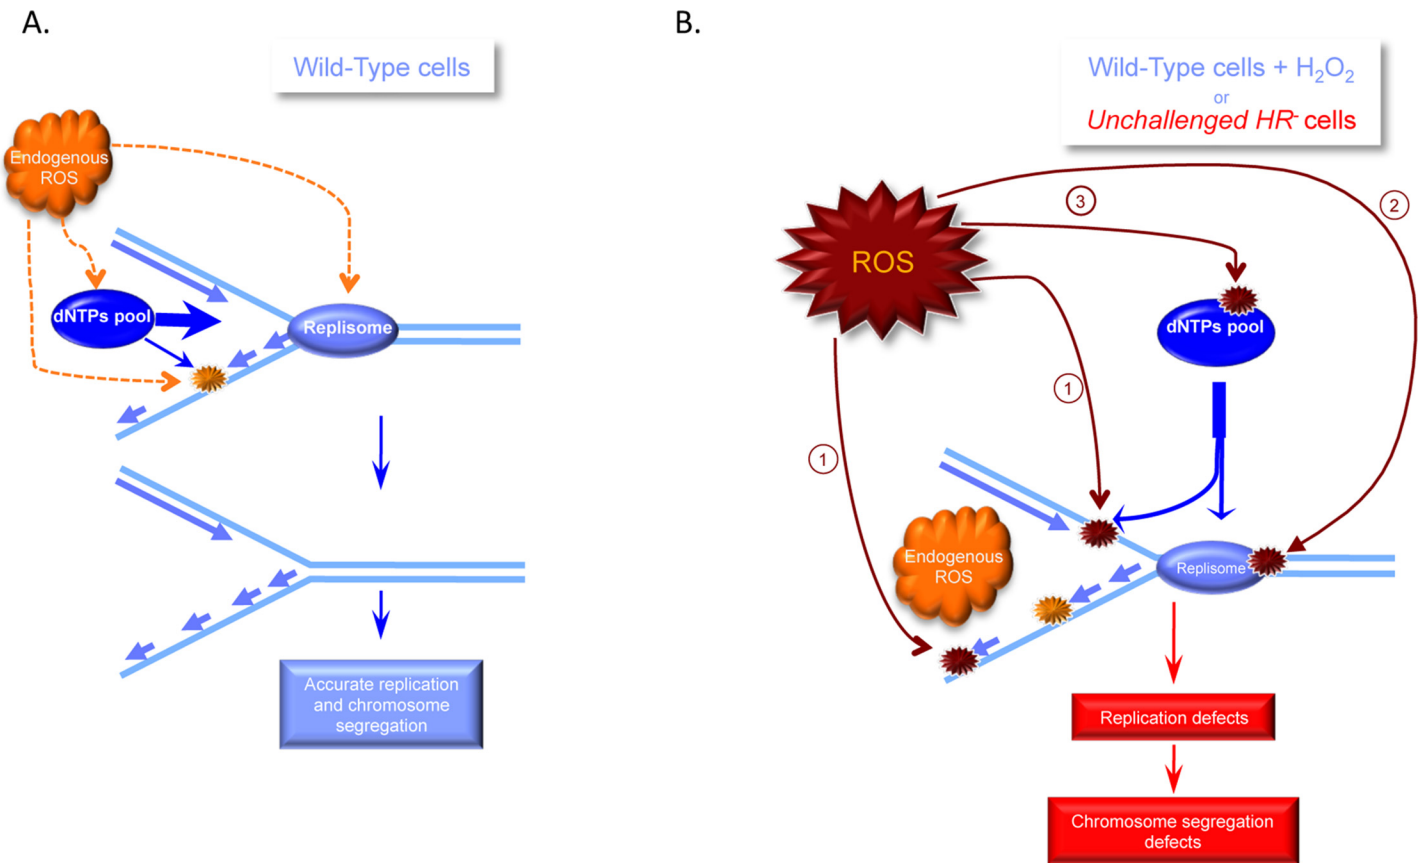 A.
Wild-Type cells
Endogenous
ROS
dNTPs pool
Replisome
Accurate replication
and chromosome
segregation
B.
Wild-Type cells + H₂O₂
or
Unchallenged HR⁻ cells
ROS
3
2
dNTPs pool
1
1
Endogenous
ROS
Replisome
Replication defects
Chromosome segregation
defects